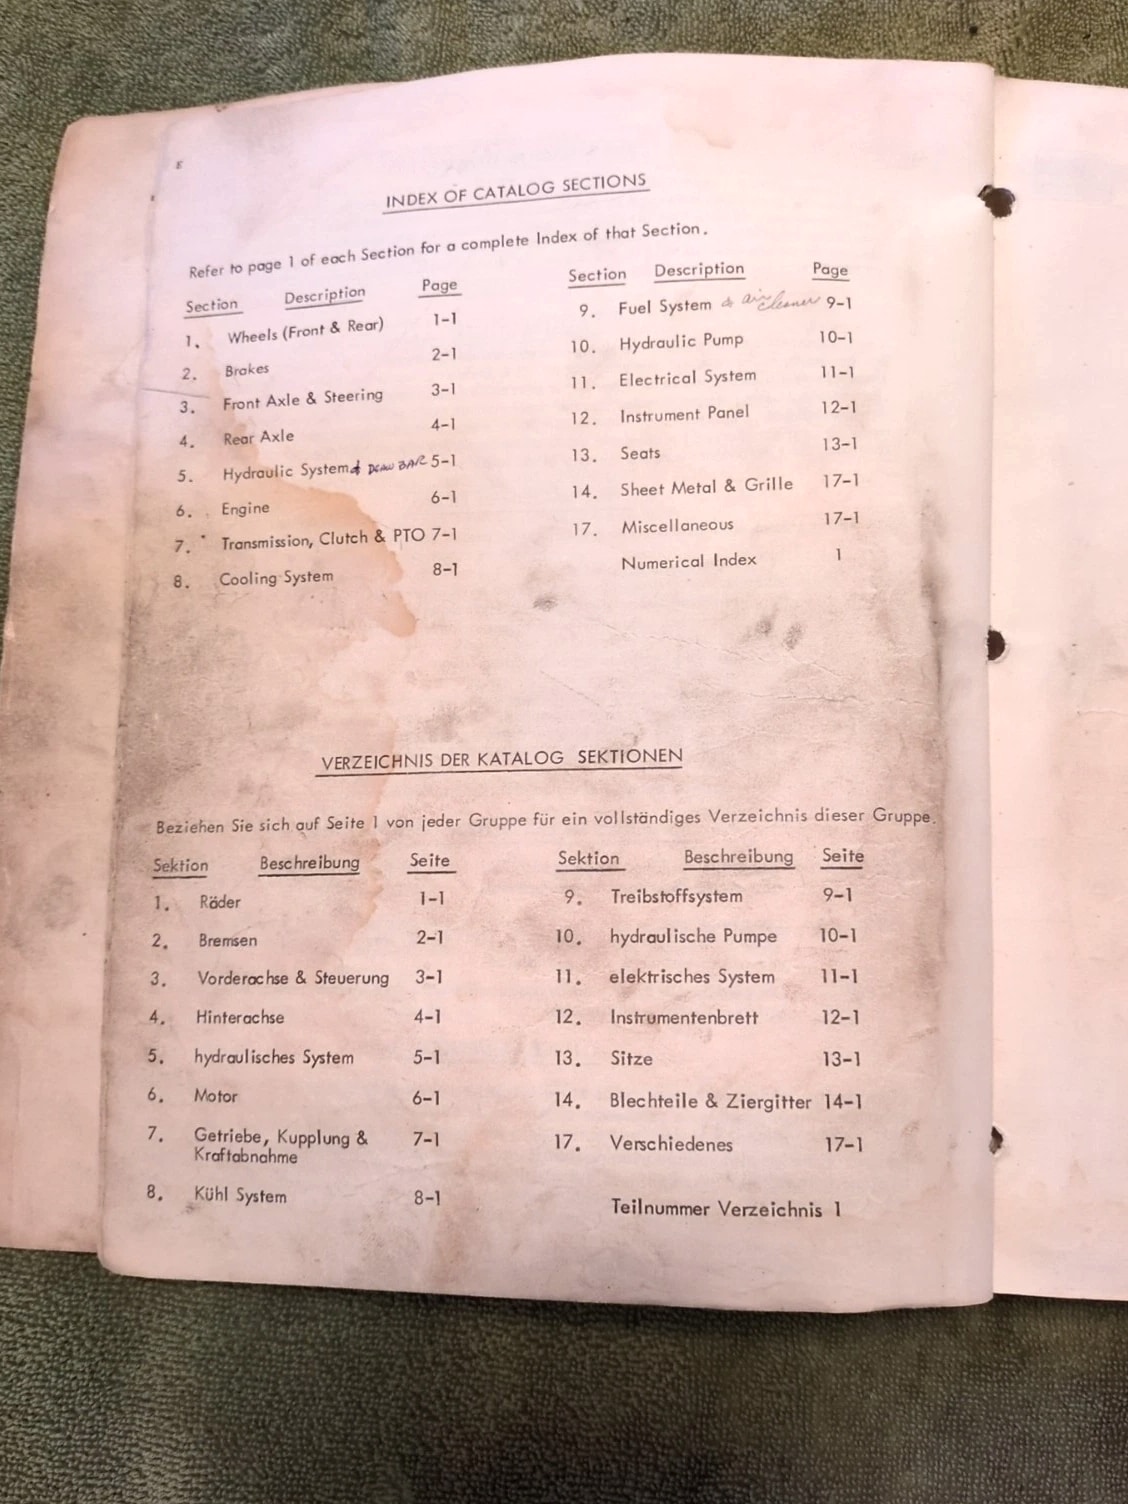 E
INDEX OF CATALOG SECTIONS
Refer to page 1 of each Section for a complete Index of that Section.
Section Description Page
1. Wheels (Front & Rear) 1-1
2. Brakes 2-1
3. Front Axle & Steering 3-1
4. Rear Axle 4-1
5. Hydraulic System & DRAW BAR 5-1
6. Engine 6-1
7. Transmission, Clutch & PTO 7-1
8. Cooling System 8-1
Section Description Page
9. Fuel System & air cleaner 9-1
10. Hydraulic Pump 10-1
11. Electrical System 11-1
12. Instrument Panel 12-1
13. Seats 13-1
14. Sheet Metal & Grille 17-1
17. Miscellaneous 17-1
Numerical Index 1
VERZEICHNIS DER KATALOG SEKTIONEN
Beziehen Sie sich auf Seite 1 von jeder Gruppe für ein vollständiges Verzeichnis dieser Gruppe.
Sektion Beschreibung Seite
1. Räder 1-1
2. Bremsen 2-1
3. Vorderachse & Steuerung 3-1
4. Hinterachse 4-1
5. hydraulisches System 5-1
6. Motor 6-1
7. Getriebe, Kupplung & 7-1
Kraftabnahme
8. Kühl System 8-1
Sektion Beschreibung Seite
9. Treibstoffsystem 9-1
10. hydraulische Pumpe 10-1
11. elektrisches System 11-1
12. Instrumentenbrett 12-1
13. Sitze 13-1
14. Blechteile & Ziergitter 14-1
17. Verschiedenes 17-1
Teilnummer Verzeichnis 1